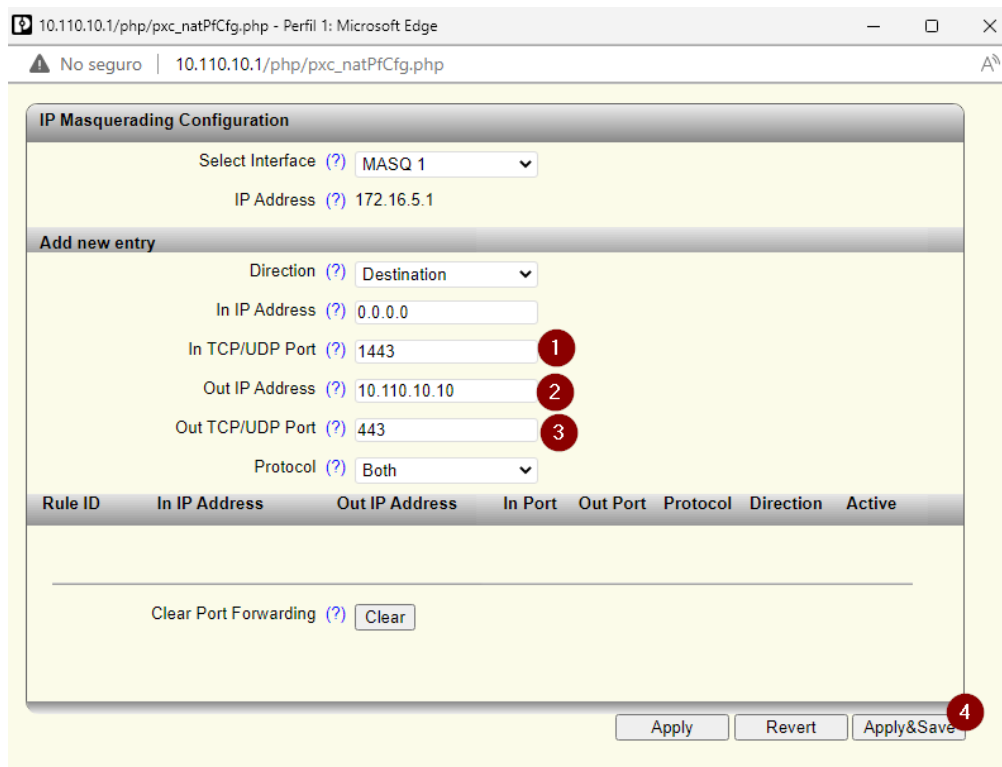 10.110.10.1/php/pxc_natPfCfg.php - Perfil 1: Microsoft Edge
No seguro | 10.110.10.1/php/pxc_natPfCfg.php A
IP Masquerading Configuration
Select Interface (?) MASQ 1
IP Address (?) 172.16.5.1
Add new entry
Direction (?) Destination
In IP Address (?) 0.0.0.0
In TCP/UDP Port (?) 1443 1
Out IP Address (?) 10.110.10.10 2
Out TCP/UDP Port (?) 443 3
Protocol (?) Both
Rule ID In IP Address Out IP Address In Port Out Port Protocol Direction Active
Clear Port Forwarding (?) Clear
Apply Revert Apply&Save 4